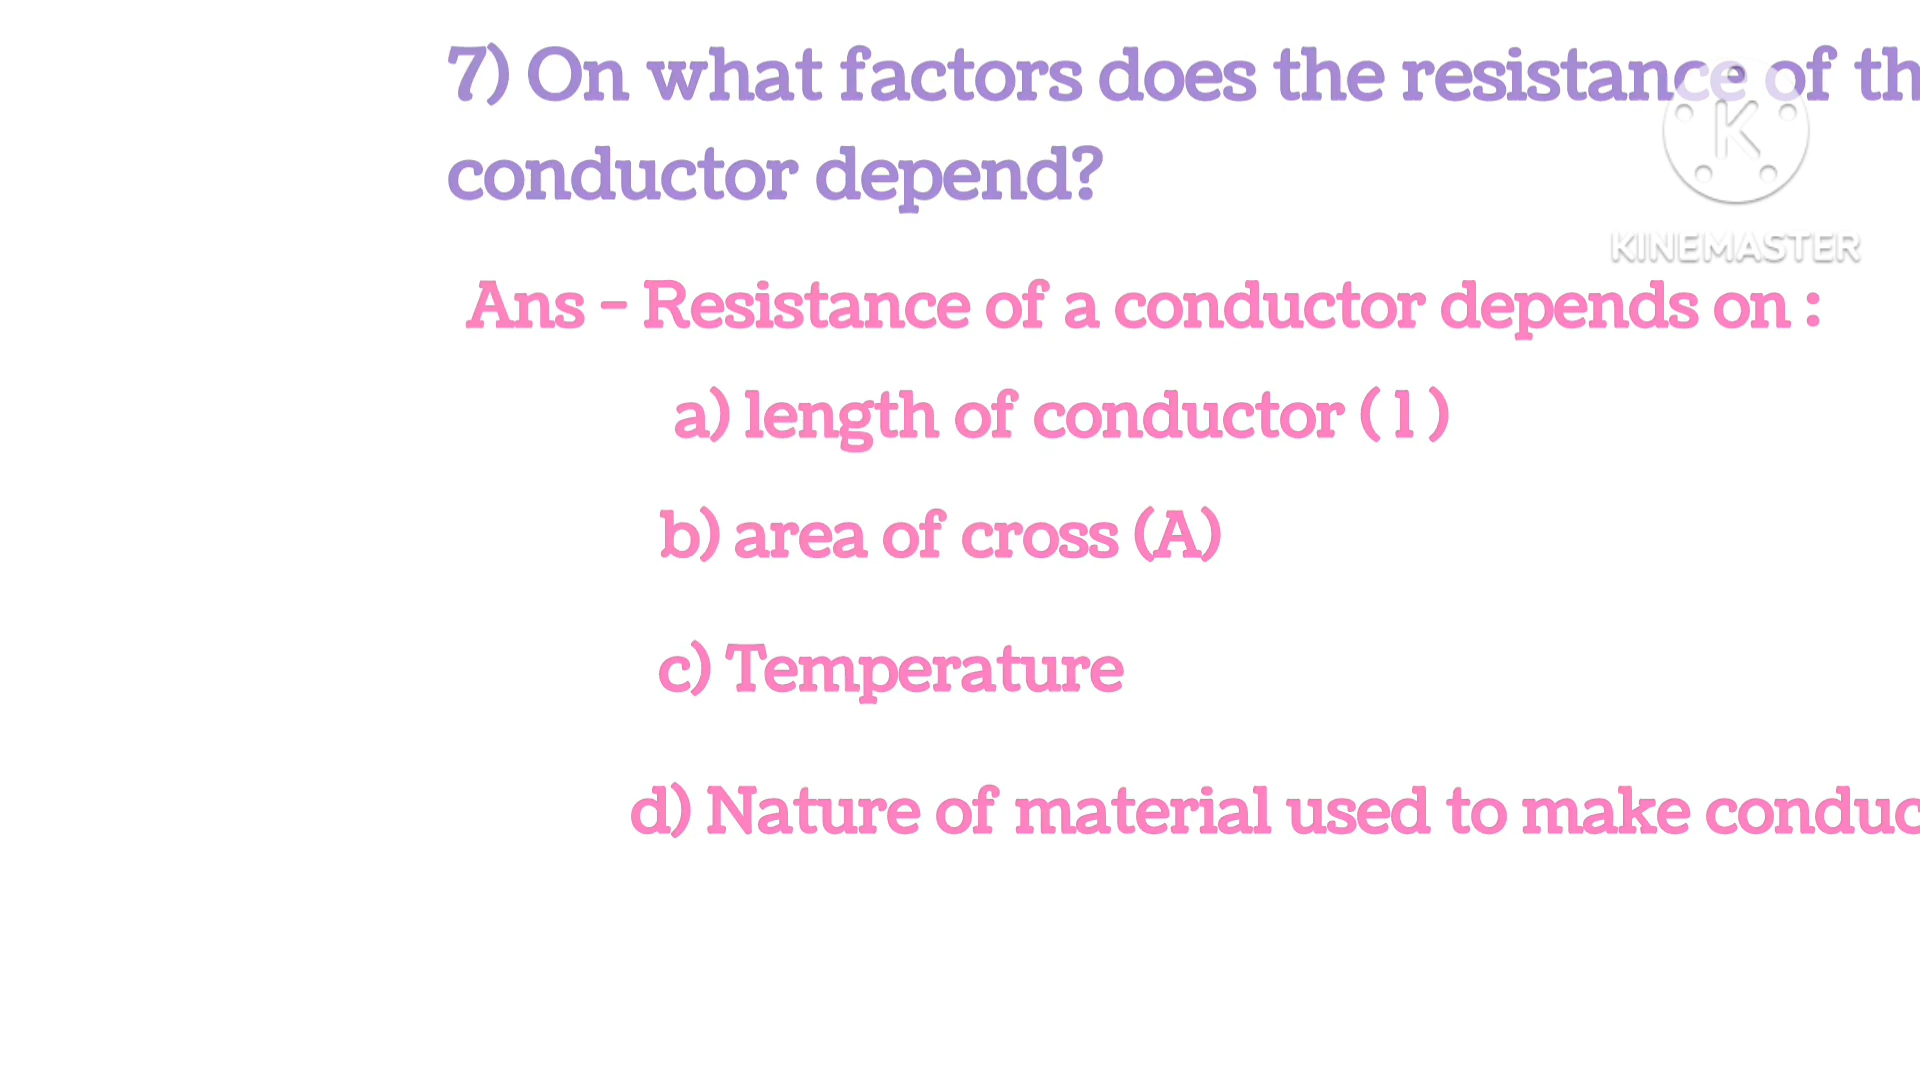 7) On what factors does the resistance of th
conductor depend?
KINEMASTER
Ans - Resistance of a conductor depends on :
a) length of conductor ( l )
b) area of cross (A)
c) Temperature
d) Nature of material used to make conduc